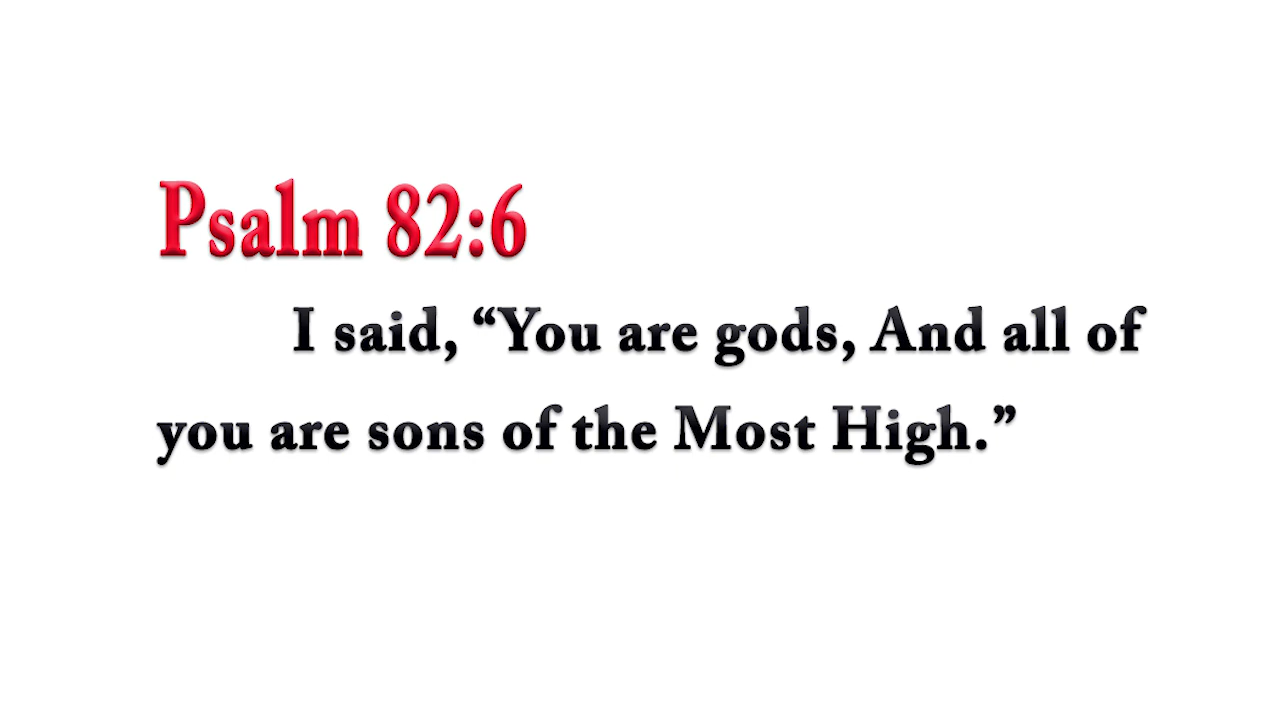 Psalm 82:6
I said, “You are gods, And all of
you are sons of the Most High.”